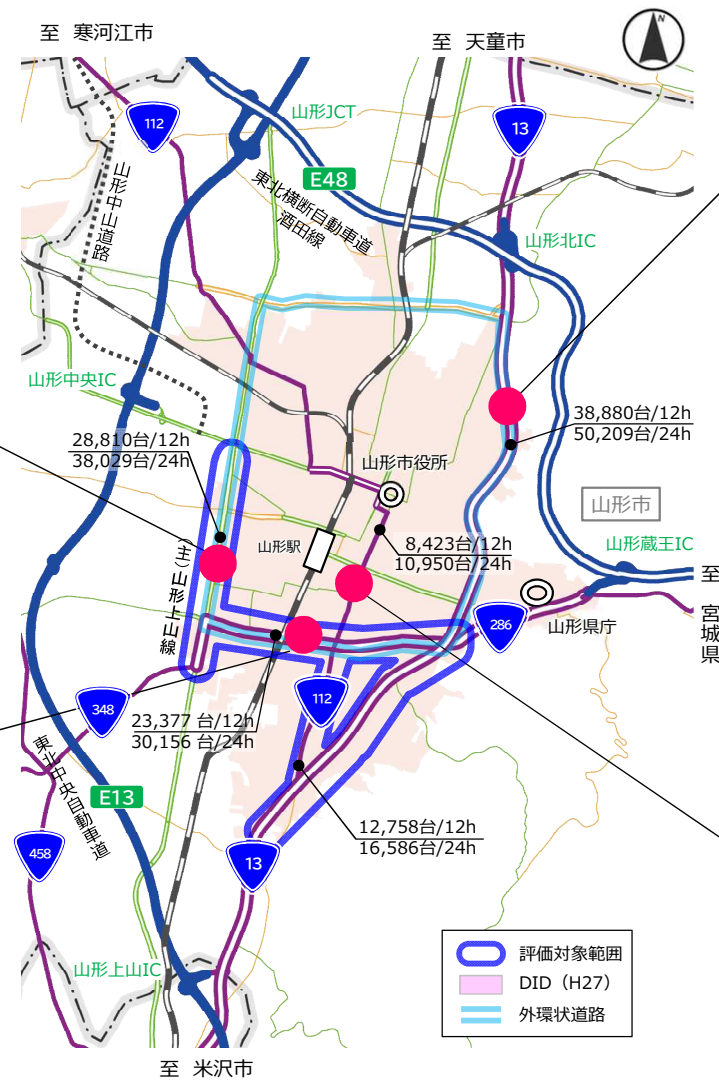 至 寒河江市
至 天童市
112
山形JCT
13
E48
東北横断自動車道
酒田線
山形中山道路
山形北IC
山形中央IC
38,880台/12h
50,209台/24h
28,810台/12h
38,029台/24h
山形市役所
山形市
山形駅
8,423台/12h
10,950台/24h
山形蔵王IC
至 宮城県
(主)山形上山線
山形県庁
286
348
112
23,377 台/12h
30,156 台/24h
E13
東北中央自動車道
12,758台/12h
16,586台/24h
458
13
山形上山IC
評価対象範囲
DID（H27）
外環状道路
至 米沢市